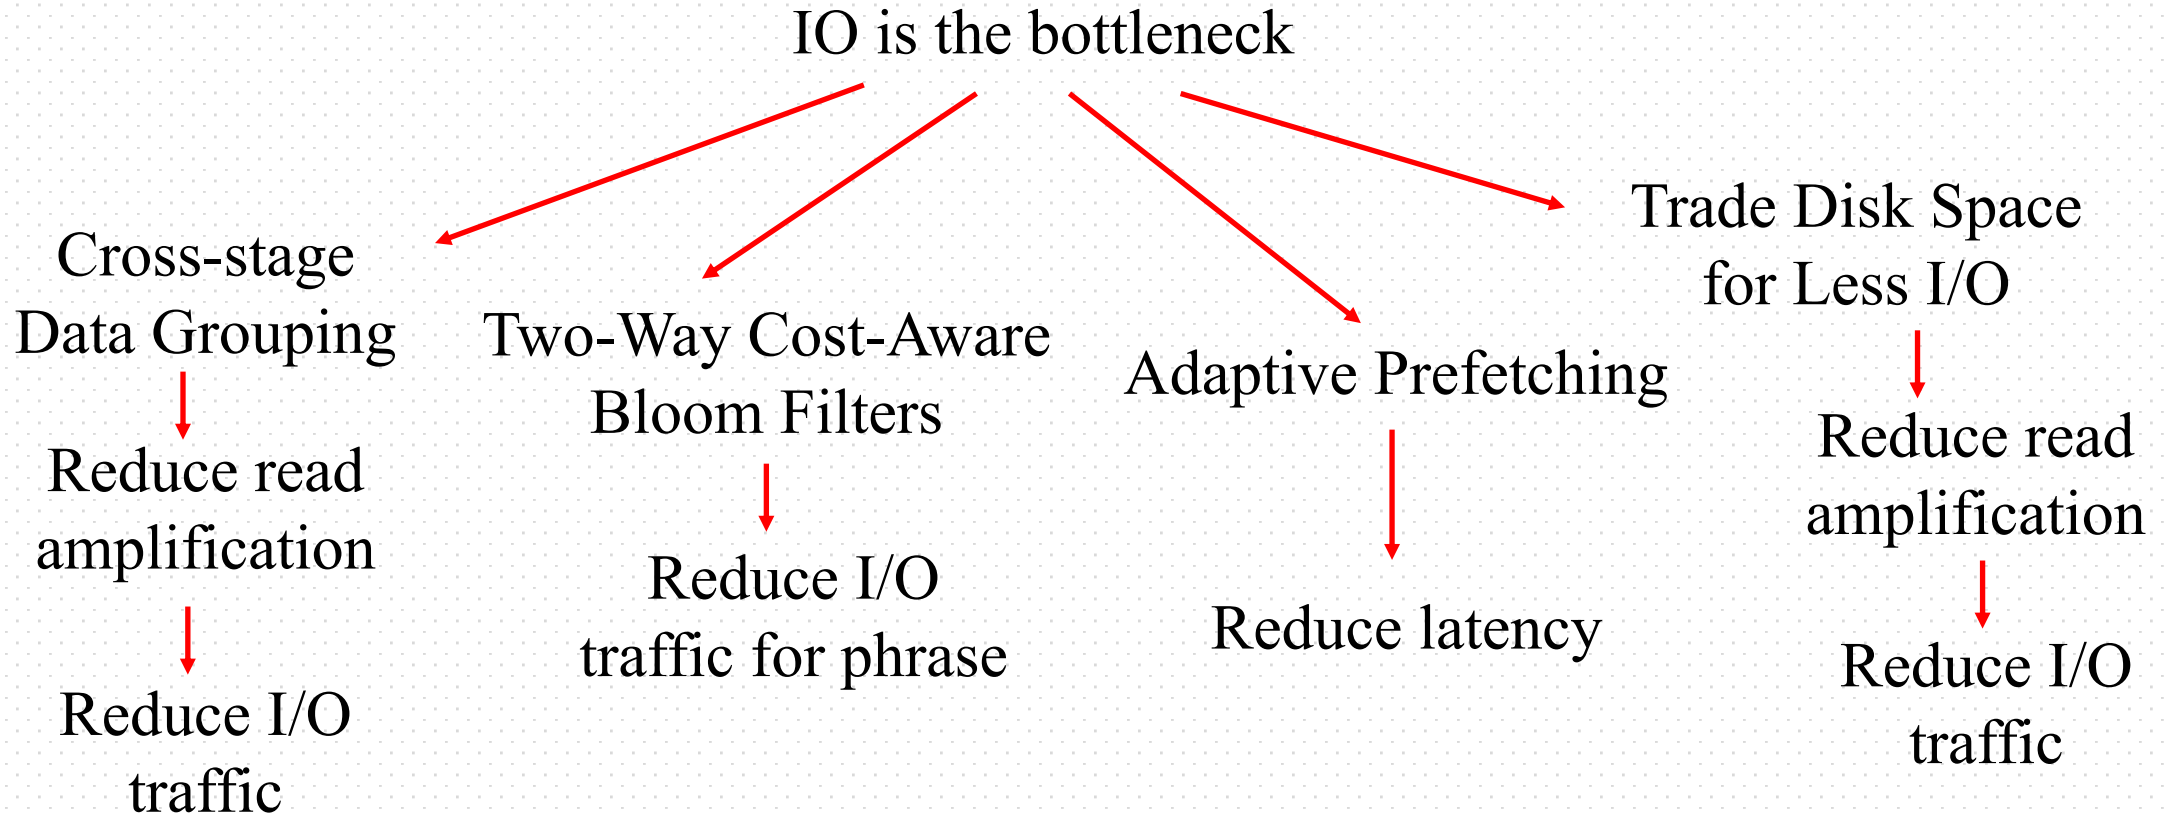 IO is the bottleneck
Cross-stage
Data Grouping
Reduce read
amplification
Reduce I/O
traffic
Two-Way Cost-Aware
Bloom Filters
Reduce I/O
traffic for phrase
Adaptive Prefetching
Reduce latency
Trade Disk Space
for Less I/O
Reduce read
amplification
Reduce I/O
traffic